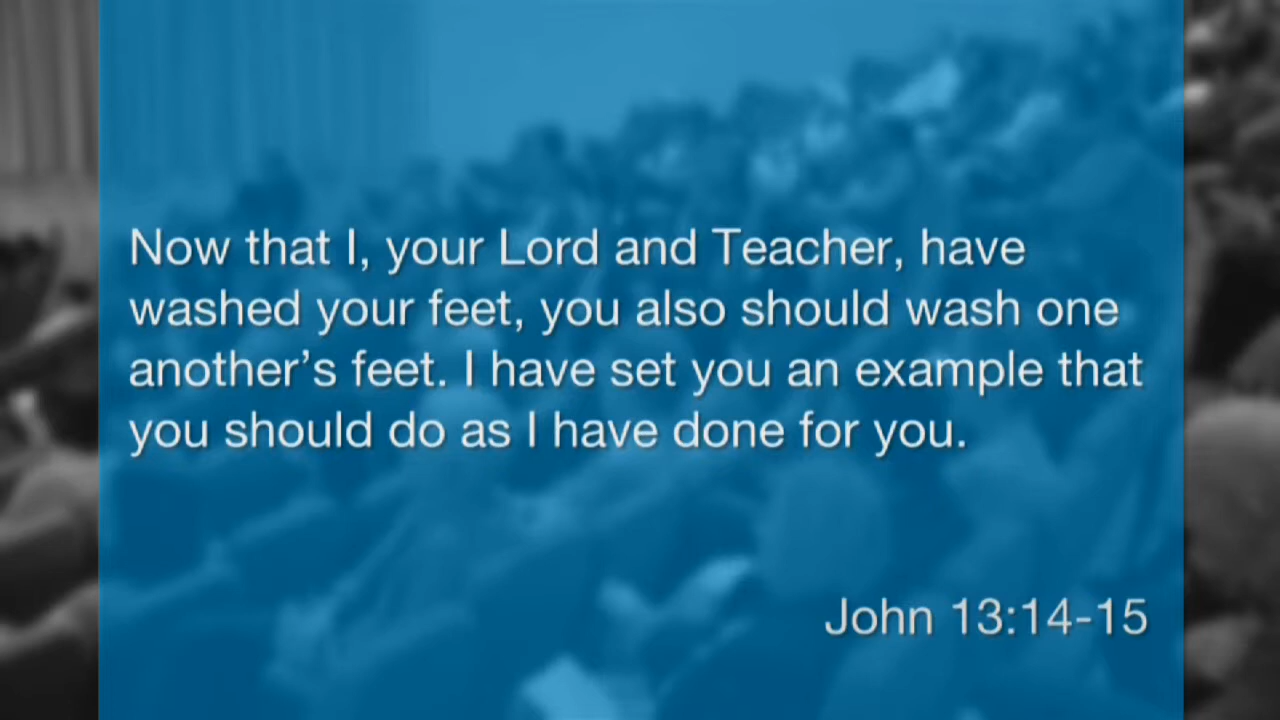 Now that I, your Lord and Teacher, have
washed your feet, you also should wash one
another’s feet. I have set you an example that
you should do as I have done for you.
John 13:14-15